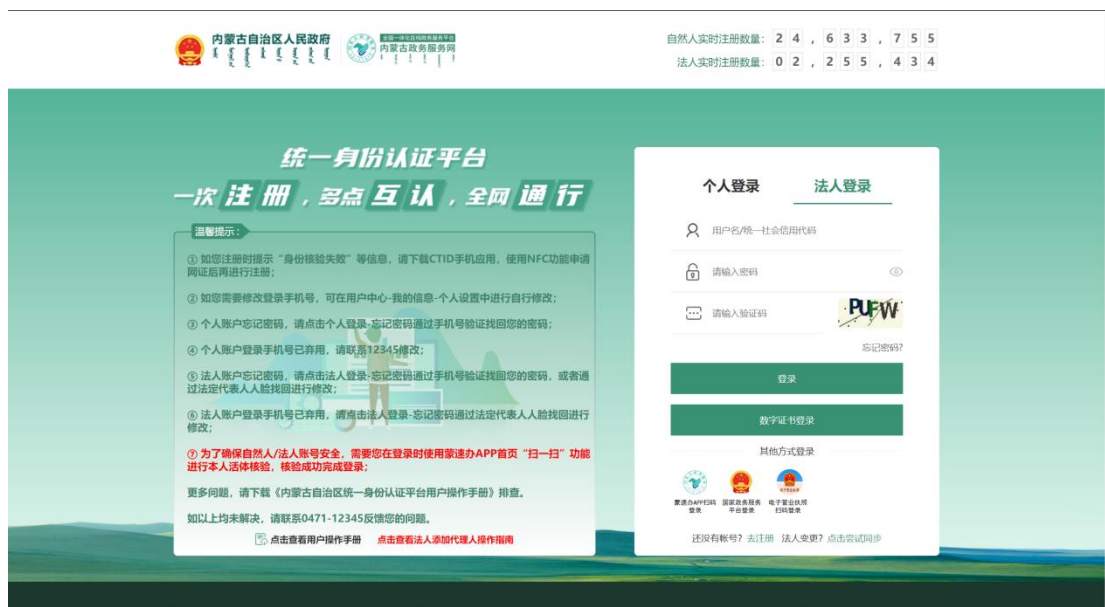 内蒙古自治区人民政府
全国一体化在线政务服务平台
内蒙古政务服务网
自然人实时注册数量: 24,633,755
法人实时注册数量: 02,255,434
统一身份认证平台
一次注册,多点互认,全网通行
温馨提示:
① 如您注册时提示“身份核验失败”等信息,请下载CTID手机应用,使用NFC功能申请
网证后再进行注册;
② 如您需要修改登录手机号,可在用户中心-我的信息-个人设置中进行自行修改;
③ 个人账户忘记密码,请点击个人登录-忘记密码通过手机号验证找回您的密码;
④ 个人账户登录手机号已弃用,请联系12345修改;
⑤ 法人账户忘记密码,请点击法人登录-忘记密码通过手机号验证找回您的密码,或者通
过法定代表人人脸找回进行修改;
⑥ 法人账户登录手机号已弃用,请点击法人登录-忘记密码通过法定代表人人脸找回进行
修改;
⑦ 为了确保自然人/法人账号安全,需要您在登录时使用蒙速办APP首页“扫一扫”功能
进行本人活体核验,核验成功完成登录;
更多问题,请下载《内蒙古自治区统一身份认证平台用户操作手册》排查。
如以上均未解决,请联系0471-12345反馈您的问题。
点击查看用户操作手册 点击查看法人添加代理人操作指南
个人登录 法人登录
用户名/统一社会信用代码
请输入密码
请输入验证码 PUFW
忘记密码?
登录
数字证书登录
其他方式登录
蒙速办APP扫码
登录
国家政务服务
平台登录
电子营业执照
扫码登录
还没有帐号? 去注册 法人变更? 点击尝试同步